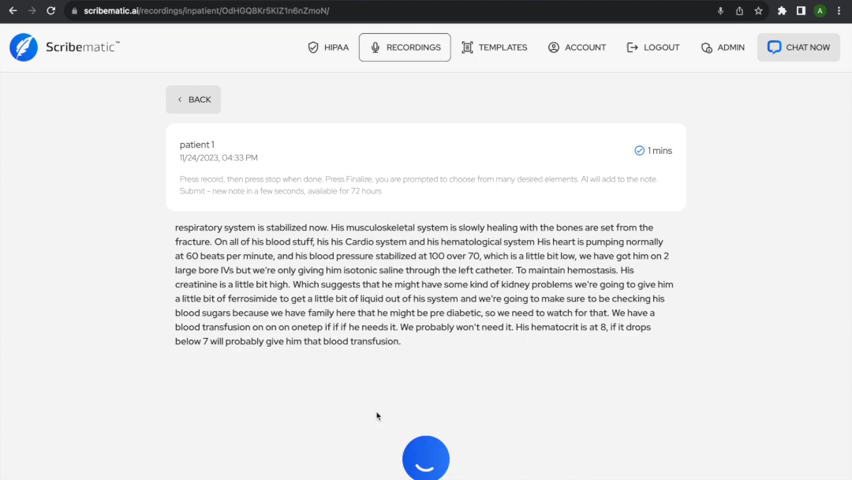 scribematic.ai/recordings/inpatient/OdHGQ8Kr5KIZ1n6nZmoN/
Scribematic™
HIPAA
RECORDINGS
TEMPLATES
ACCOUNT
LOGOUT
ADMIN
CHAT NOW
BACK
patient 1
11/24/2023, 04:33 PM
1 mins
Press record, then press stop when done. Press Finalize, you are prompted to choose from many desired elements. AI will add to the note.
Submit - new note in a few seconds, available for 72 hours
respiratory system is stabilized now. His musculoskeletal system is slowly healing with the bones are set from the
fracture. On all of his blood stuff, his his Cardio system and his hematological system His heart is pumping normally
at 60 beats per minute, and his blood pressure stabilized at 100 over 70, which is a little bit low, we have got him on 2
large bore IVs but we're only giving him isotonic saline through the left catheter. To maintain hemostasis. His
creatinine is a little bit high. Which suggests that he might have some kind of kidney problems we're going to give him
a little bit of ferrosimide to get a little bit of liquid out of his system and we're going to make sure to be checking his
blood sugars because we have family here that he might be pre diabetic, so we need to watch for that. We have a
blood transfusion on on on onetep if if if he needs it. We probably won't need it. His hematocrit is at 8, if it drops
below 7 will probably give him that blood transfusion.